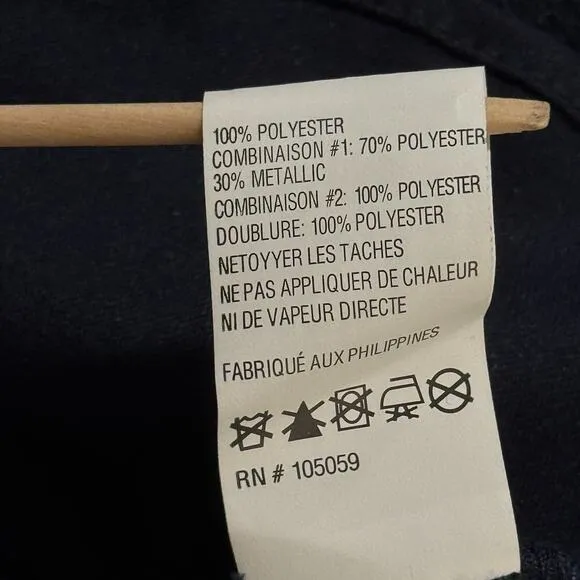 100% POLYESTER
COMBINAISON #1: 70% POLYESTER
30% METALLIC
COMBINAISON #2: 100% POLYESTER
DOUBLURE: 100% POLYESTER
NETOYYER LES TACHES
NE PAS APPLIQUER DE CHALEUR
NI DE VAPEUR DIRECTE
FABRIQUÉ AUX PHILIPPINES
RN # 105059